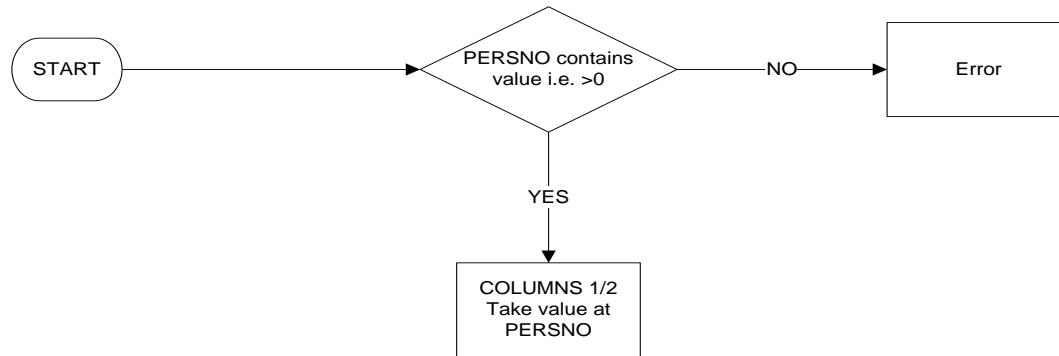 START
PERSNO contains
value i.e. >0
NO
Error
YES
COLUMNS 1/2
Take value at
PERSNO